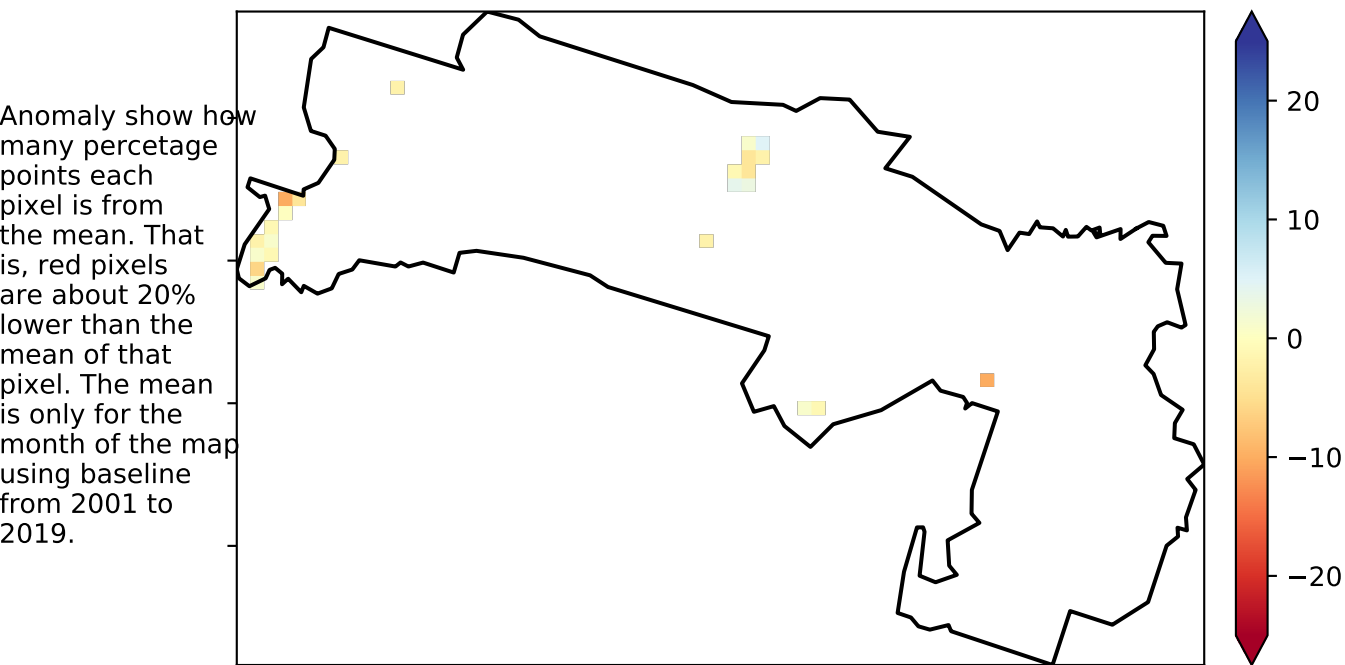 Anomaly show how
many percetage
points each
pixel is from
the mean. That
is, red pixels
are about 20%
lower than the
mean of that
pixel. The mean
is only for the
month of the map
using baseline
from 2001 to
2019.
20
10
0
−10
−20